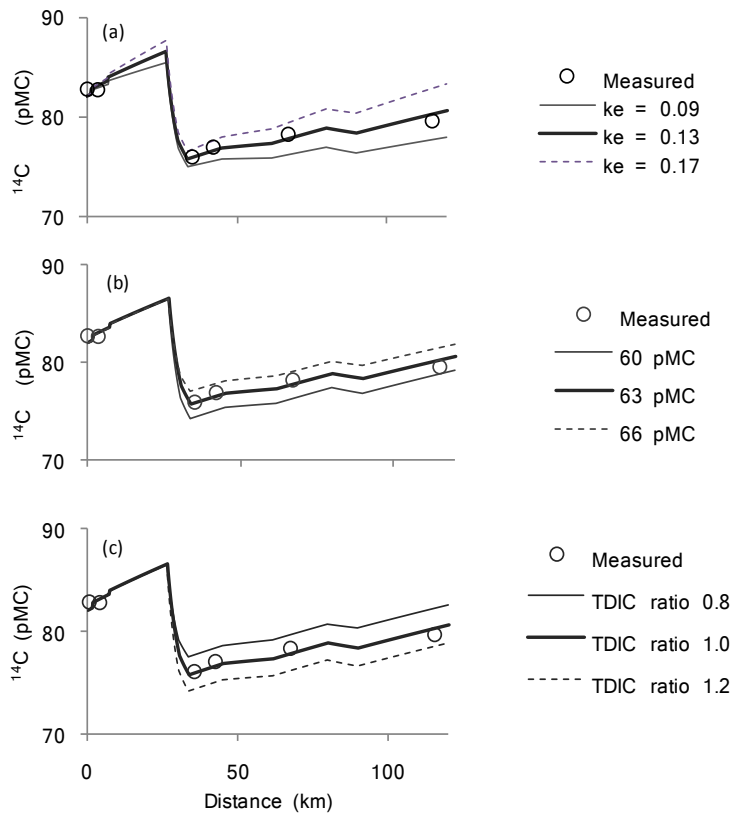 90
(a)
80
70
14C (pMC)
Measured
ke = 0.09
ke = 0.13
ke = 0.17
90
(b)
80
70
14C (pMC)
Measured
60 pMC
63 pMC
66 pMC
90
(c)
80
70
14C (pMC)
0 50 100
Distance (km)
Measured
TDIC ratio 0.8
TDIC ratio 1.0
TDIC ratio 1.2